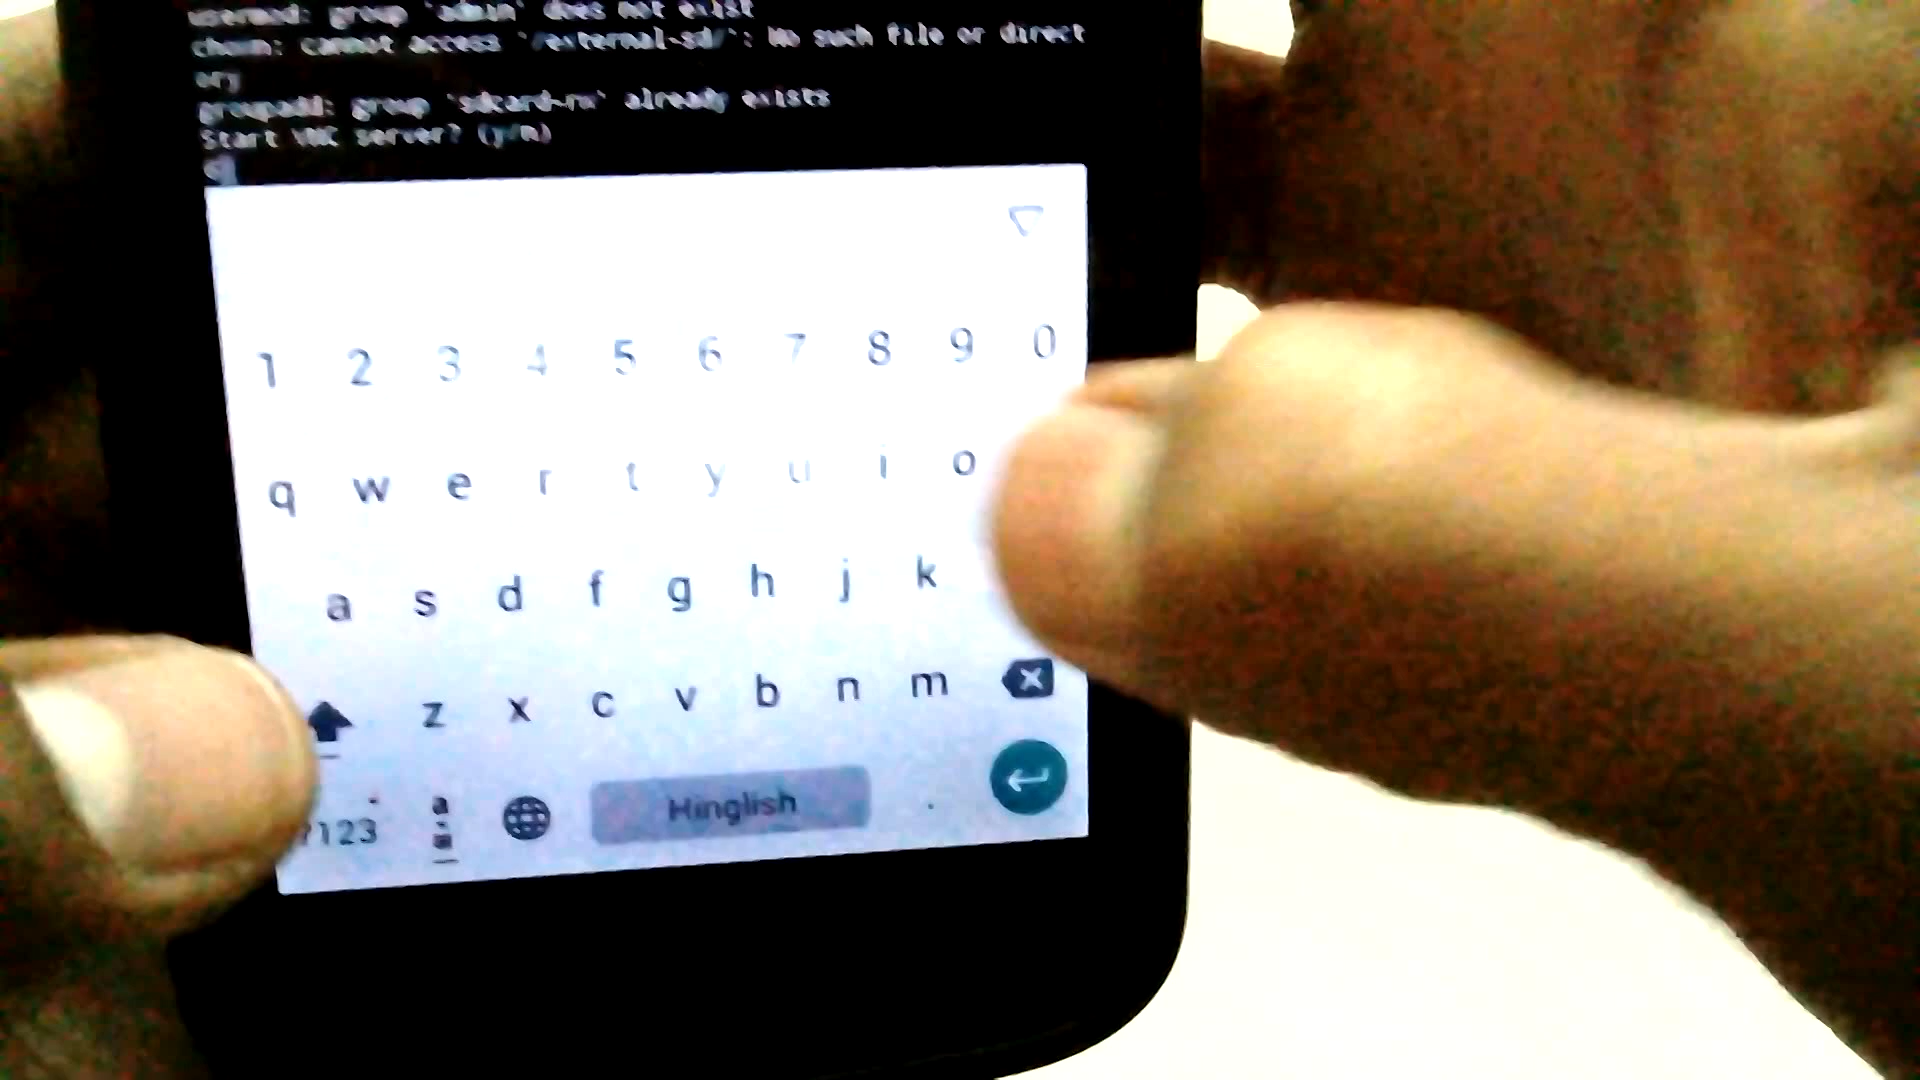 usermod: group 'admin' does not exist
chown: cannot access '/external-sd/': No such file or direct
ory
groupadd: group 'sdcard-rw' already exists
Start VNC server? (y/n)
1 2 3 4 5 6 7 8 9 0
q w e r t y u i o
a s d f g h j k
z x c v b n m
?123 a Hinglish .